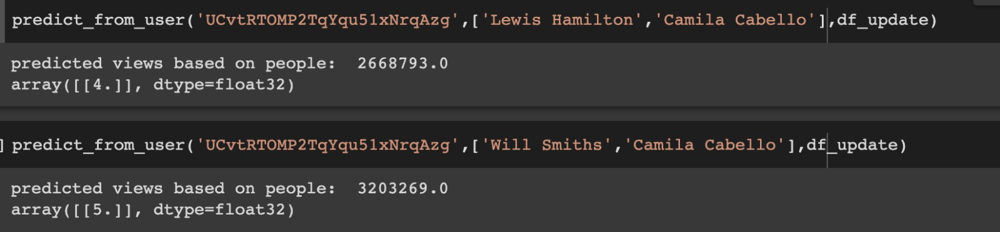 predict_from_user('UCvtRTOMP2TqYqu51xNrqAzg',['Lewis Hamilton','Camila Cabello'],df_update)
predicted views based on people:  2668793.0
array([[4.]], dtype=float32)
] predict_from_user('UCvtRTOMP2TqYqu51xNrqAzg',['Will Smiths','Camila Cabello'],df_update)
predicted views based on people:  3203269.0
array([[5.]], dtype=float32)